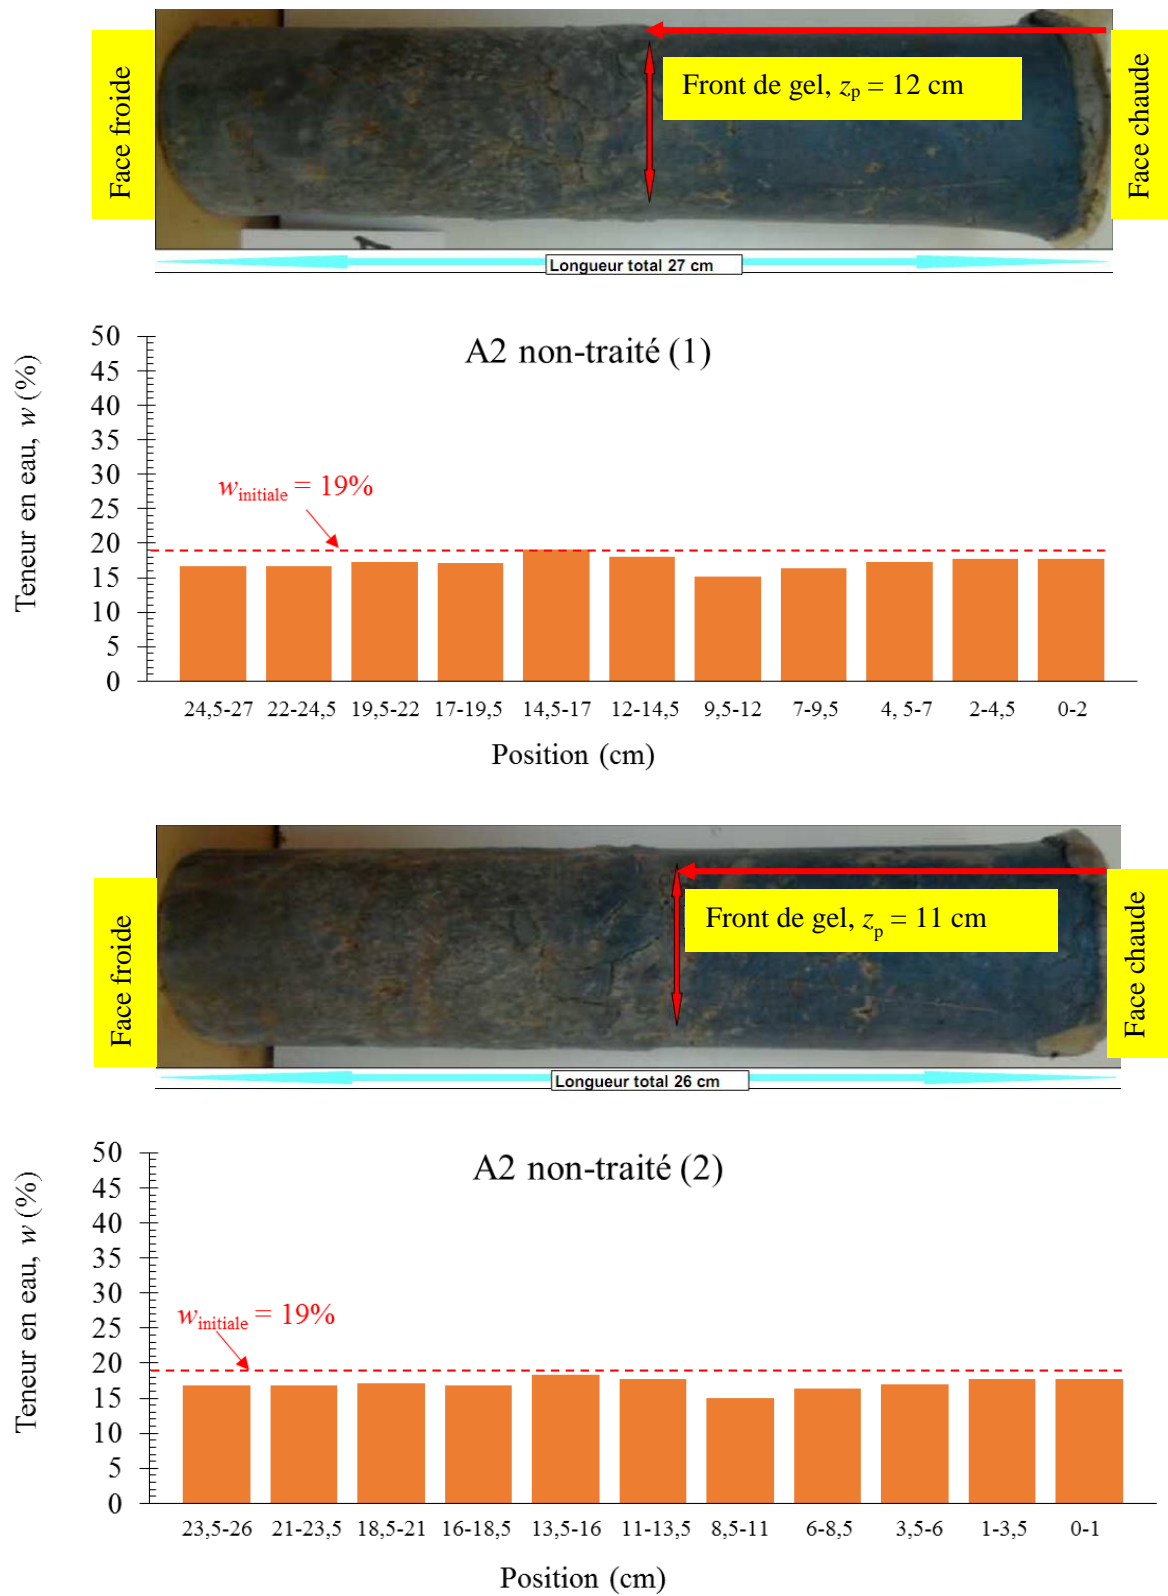 Face froide
Front de gel, zp = 12 cm
Face chaude
Longueur total 27 cm
A2 non-traité (1)
Teneur en eau, w (%)
50
45
40
35
30
25
20
15
10
5
0
winitiale = 19%
24,5-27 22-24,5 19,5-22 17-19,5 14,5-17 12-14,5 9,5-12 7-9,5 4, 5-7 2-4,5 0-2
Position (cm)
Face froide
Front de gel, zp = 11 cm
Face chaude
Longueur total 26 cm
A2 non-traité (2)
Teneur en eau, w (%)
50
45
40
35
30
25
20
15
10
5
0
winitiale = 19%
23,5-26 21-23,5 18,5-21 16-18,5 13,5-16 11-13,5 8,5-11 6-8,5 3,5-6 1-3,5 0-1
Position (cm)